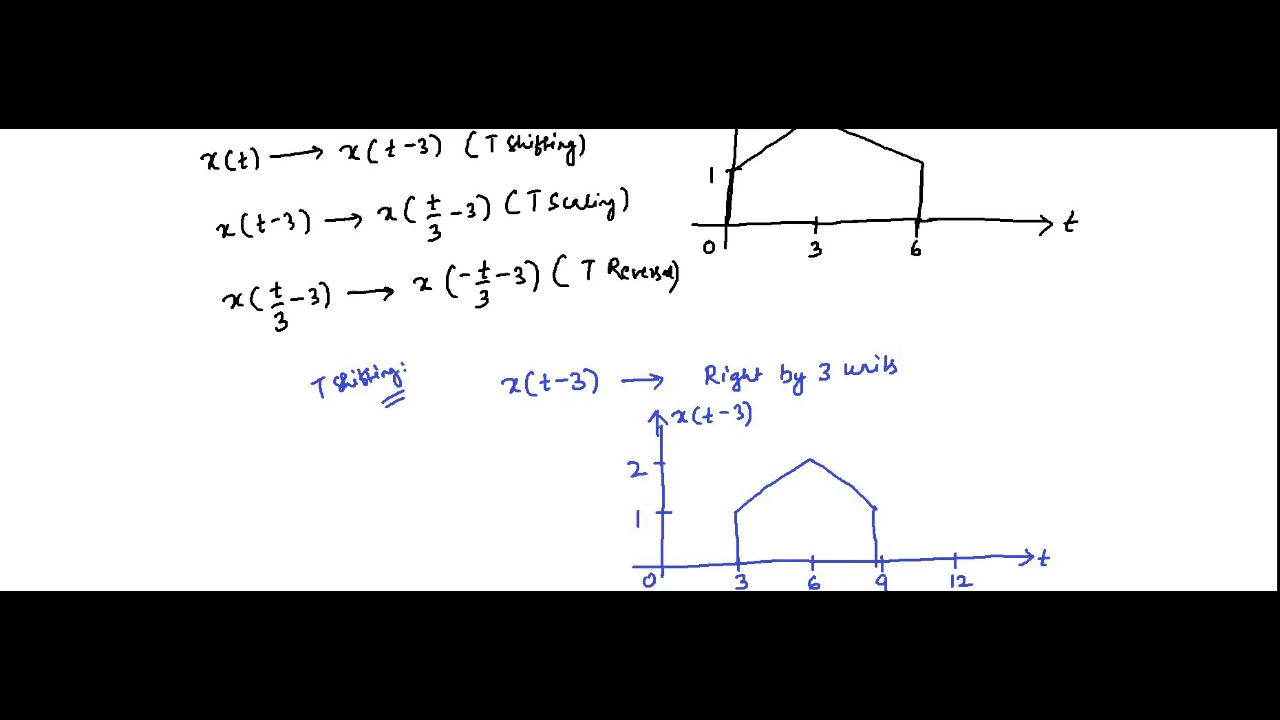 x(t) → x(t-3) (T Shifting)
x(t-3) → x(t/3 -3) (T Scaling)
x(t/3 -3) → x(-t/3 -3) (T Reversal)
1
0 3 6 t
T Shifting:
x(t-3) → Right by 3 units
x(t-3)
2
1
0 3 6 9 12 t